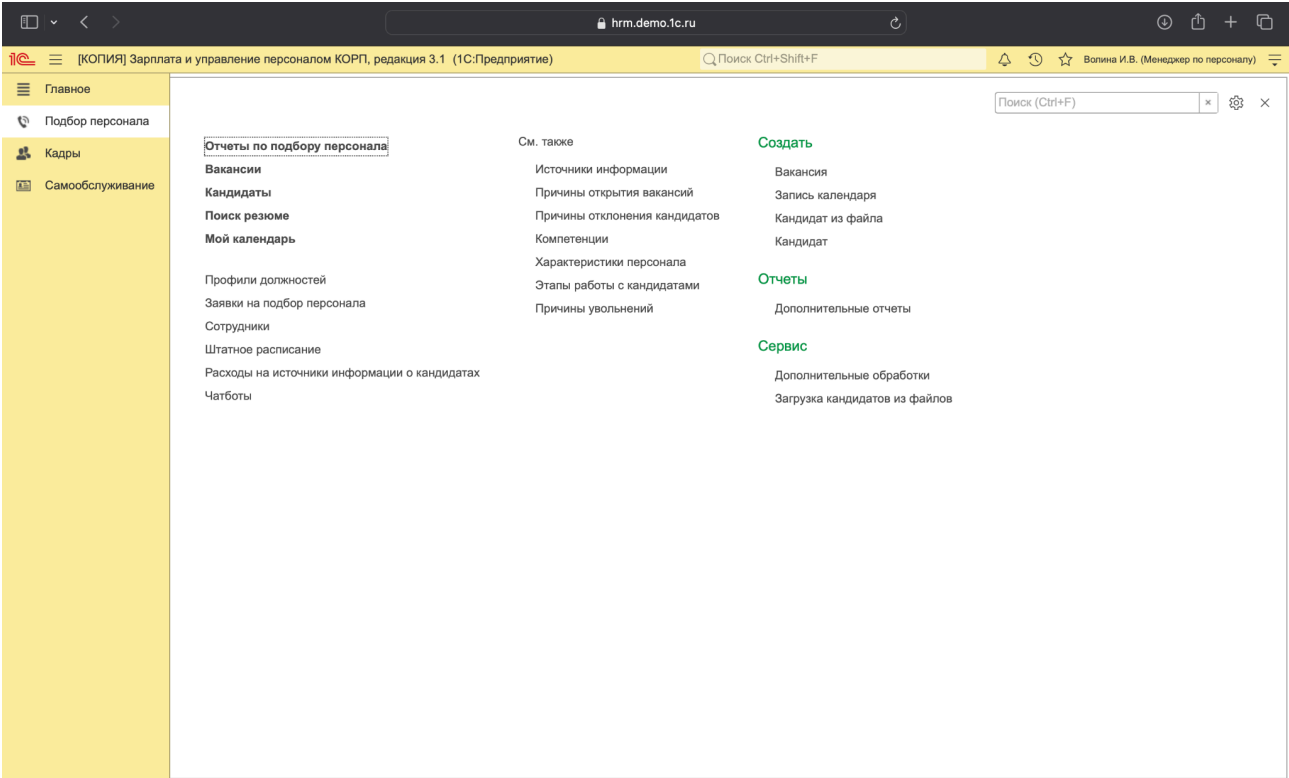 hrm.demo.1c.ru
1С [КОПИЯ] Зарплата и управление персоналом КОРП, редакция 3.1 (1С:Предприятие)
Поиск Ctrl+Shift+F
Волина И.В. (Менеджер по персоналу)
Главное
Подбор персонала
Кадры
Самообслуживание
Поиск (Ctrl+F)
Отчеты по подбору персонала
Вакансии
Кандидаты
Поиск резюме
Мой календарь
Профили должностей
Заявки на подбор персонала
Сотрудники
Штатное расписание
Расходы на источники информации о кандидатах
Чатботы
См. также
Источники информации
Причины открытия вакансий
Причины отклонения кандидатов
Компетенции
Характеристики персонала
Этапы работы с кандидатами
Причины увольнений
Создать
Вакансия
Запись календаря
Кандидат из файла
Кандидат
Отчеты
Дополнительные отчеты
Сервис
Дополнительные обработки
Загрузка кандидатов из файлов